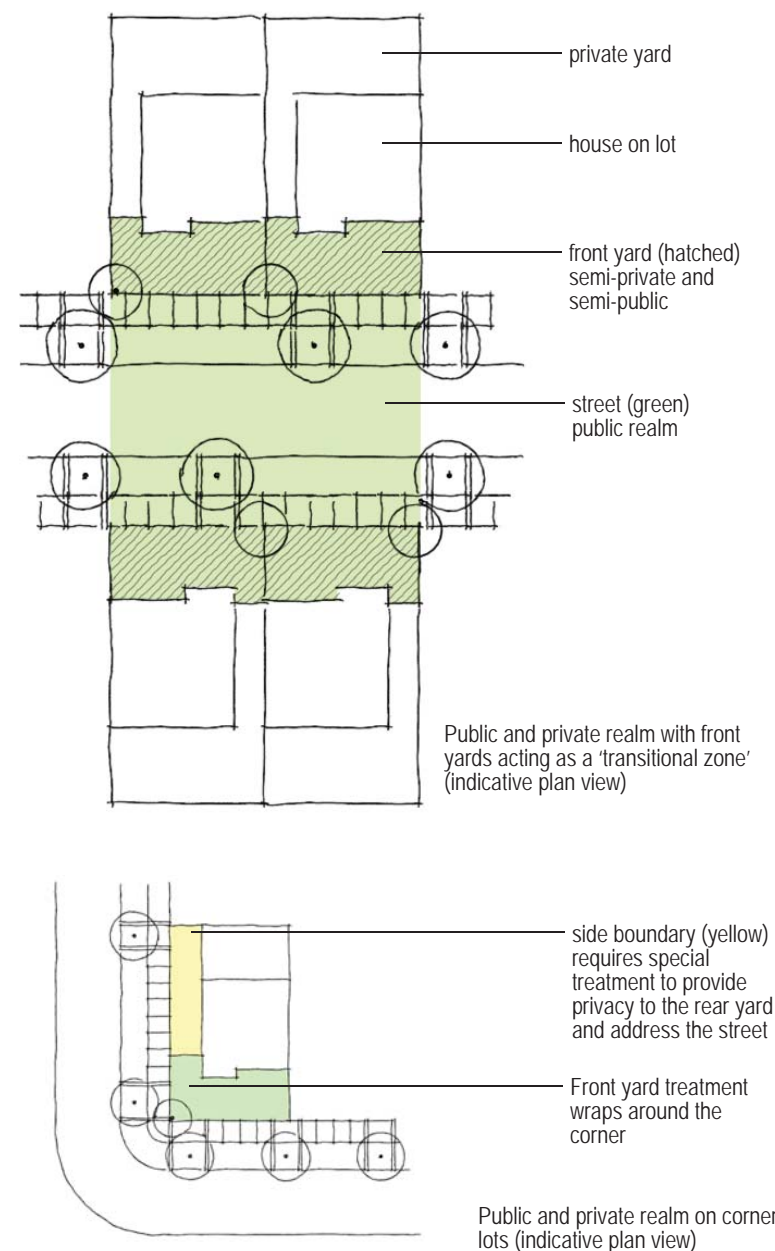 private yard
house on lot
front yard (hatched)
semi-private and
semi-public
street (green)
public realm
Public and private realm with front
yards acting as a ‘transitional zone’
(indicative plan view)
side boundary (yellow)
requires special
treatment to provide
privacy to the rear yard
and address the street
Front yard treatment
wraps around the
corner
Public and private realm on corner
lots (indicative plan view)